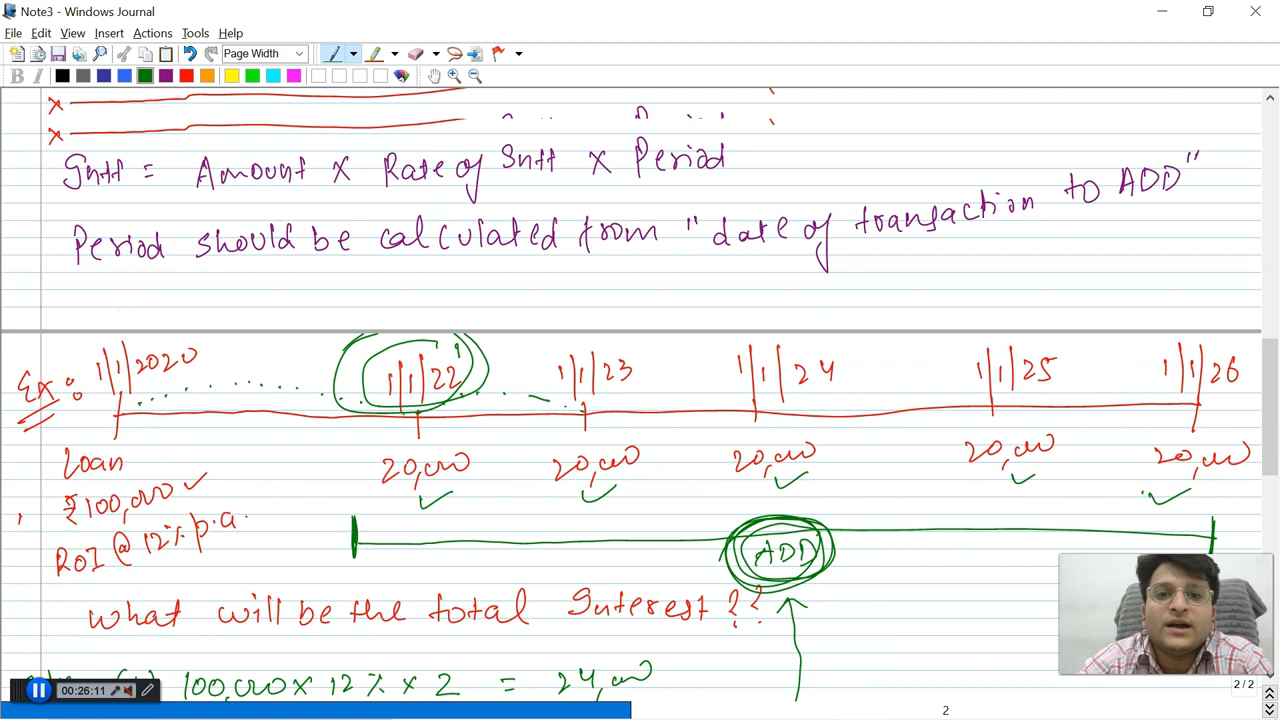 Note3 - Windows Journal
File Edit View Insert Actions Tools Help
Page Width
B I
x
x
Intt = Amount x Rate of Intt x Period
Period should be calculated from "date of transaction to ADD"
Ex: 1/1/2020 1/1/22 1/1/23 1/1/24 1/1/25 1/1/26
Loan 20,000 20,000 20,000 20,000 20,000
₹100,000
ROI @ 12% p.a.
ADD
What will be the total Interest??
100,000 x 12% x 2 = 24,000
00:26:11
2 / 2
2